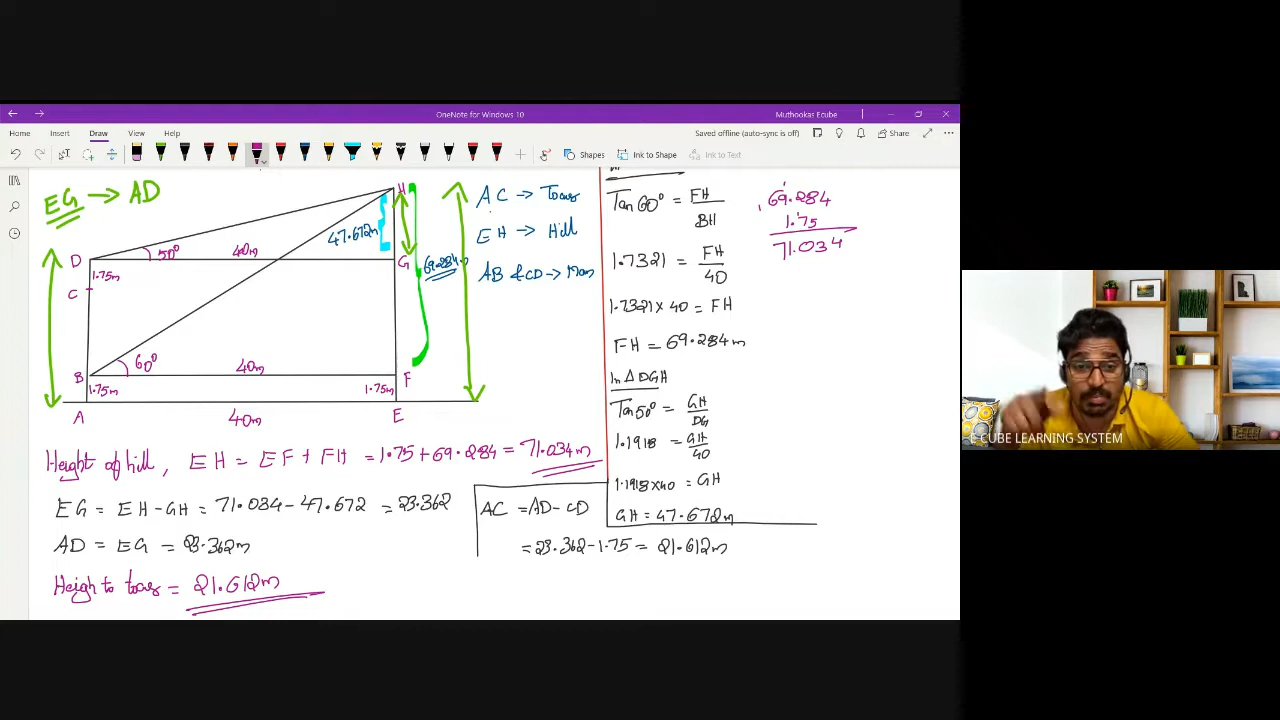 OneNote for Windows 10
Muthookas Ecube
Home Insert Draw View Help
Saved offline (auto-sync is off)
Share
Shapes
Ink to Shape
Ink to Text
EG → AD
H
50°
40m
47.672m
D
G
1.75m
C
69.284m
60°
B
40m
F
1.75m
1.75m
A
40m
E
AC → Tower
EH → Hill
AB & CD → Man
Tan 60° = FH/BH
1.7321 = FH/40
1.7321 x 40 = FH
FH = 69.284m
In Δ DGH
Tan 50° = GH/DG
1.1918 = GH/40
1.1918 x 40 = GH
GH = 47.672m
69.284
1.75
71.034
Height of hill, EH = EF + FH = 1.75 + 69.284 = 71.034m
EG = EH - GH = 71.034 - 47.672 = 23.362
AD = EG = 23.362m
Heigh to tower = 21.612m
AC = AD - CD
= 23.362 - 1.75 = 21.612m
E CUBE LEARNING SYSTEM